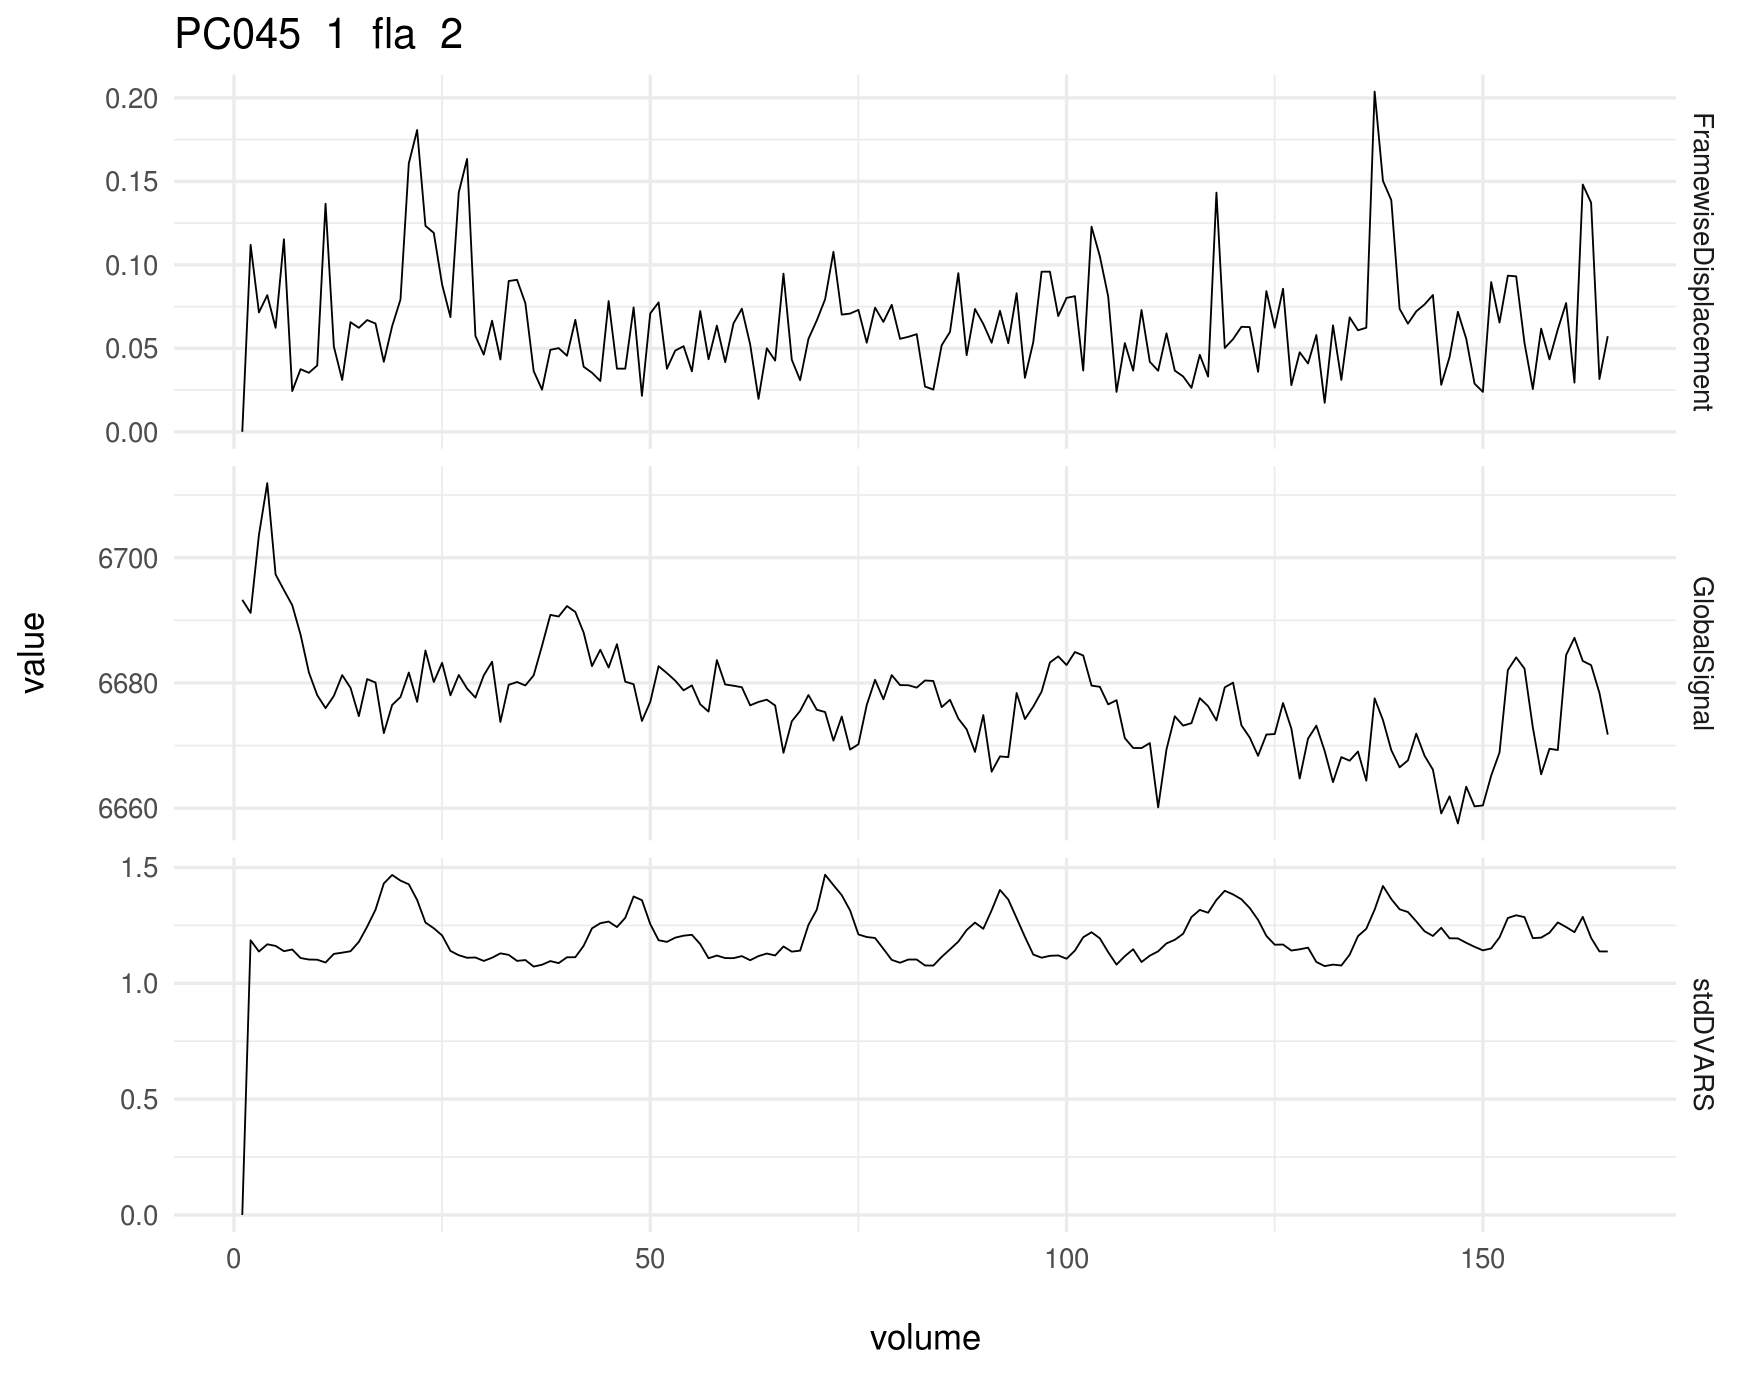 PC045 1 fla 2
0.20
0.15
0.10
0.05
0.00
FramewiseDisplacement
6700
6680
6660
GlobalSignal
value
1.5
1.0
0.5
0.0
stdDVARS
0 50 100 150
volume